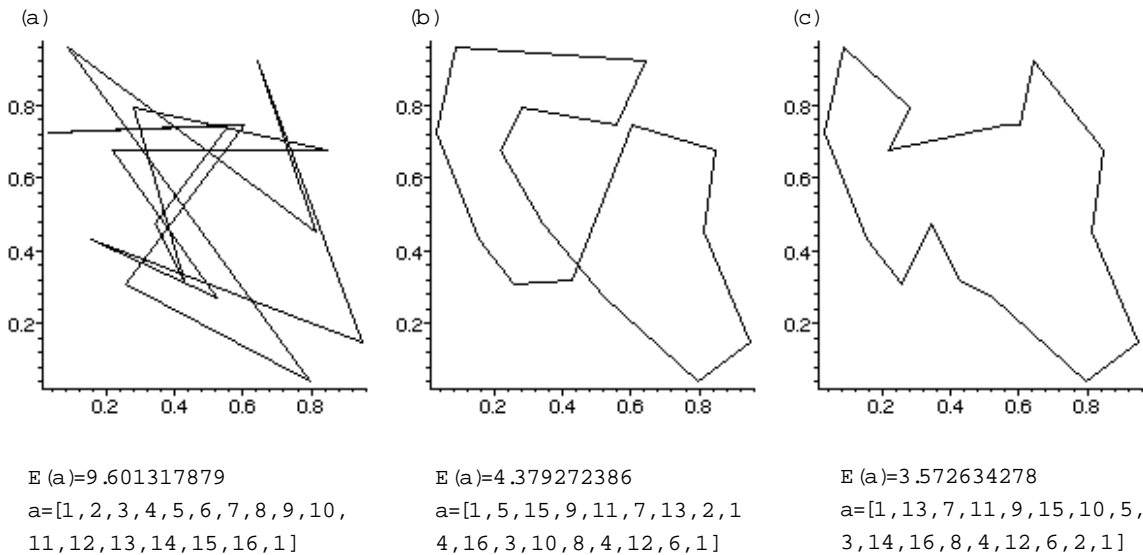 (a)
(b)
(c)
0.8
0.6
0.4
0.2
0.2 0.4 0.6 0.8
0.8
0.6
0.4
0.2
0.2 0.4 0.6 0.8
0.8
0.6
0.4
0.2
0.2 0.4 0.6 0.8
E(a)=9.601317879
a=[1,2,3,4,5,6,7,8,9,10,
11,12,13,14,15,16,1]
E(a)=4.379272386
a=[1,5,15,9,11,7,13,2,1
4,16,3,10,8,4,12,6,1]
E(a)=3.572634278
a=[1,13,7,11,9,15,10,5,
3,14,16,8,4,12,6,2,1]